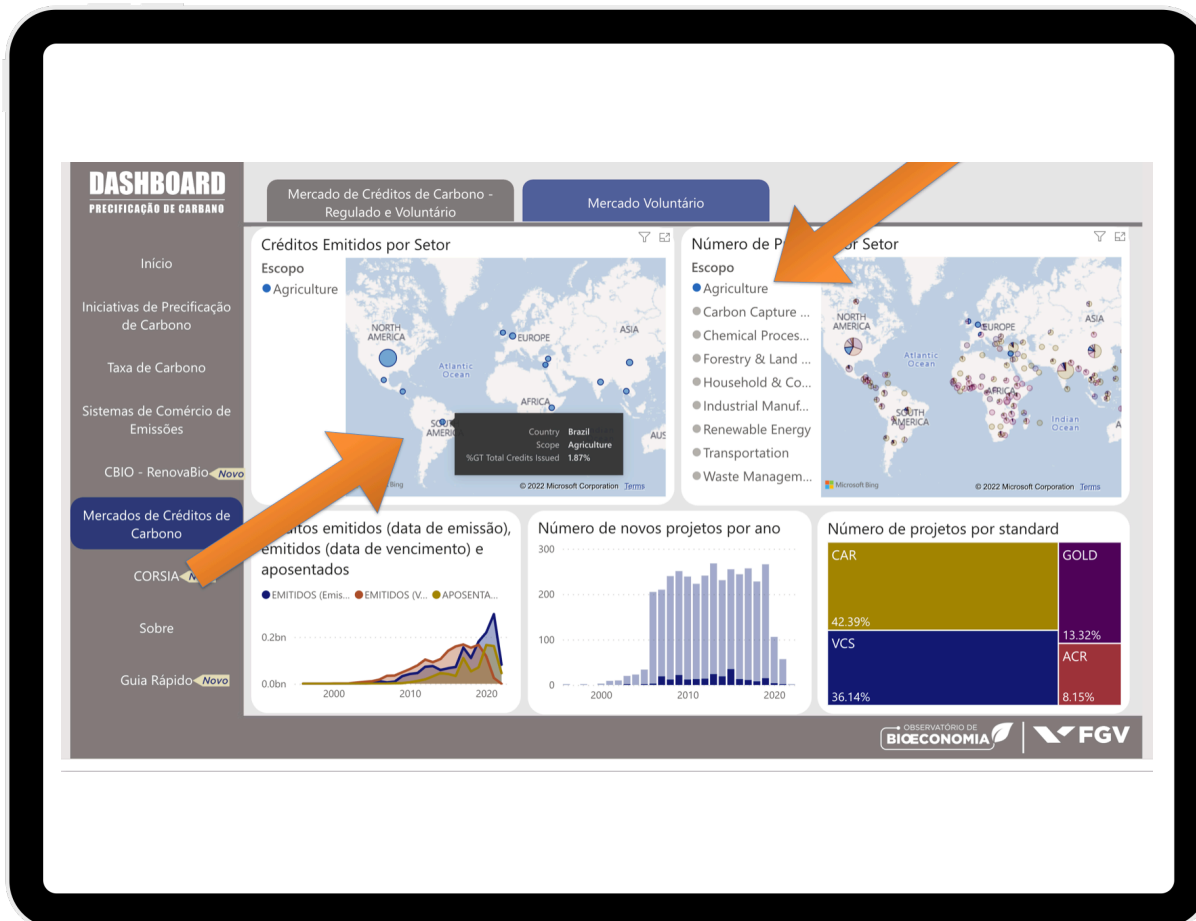 DASHBOARD
PRECIFICAÇÃO DE CARBANO
Início
Iniciativas de Precificação
de Carbono
Taxa de Carbono
Sistemas de Comércio de
Emissões
CBIO - RenovaBio
Novo
Mercados de Créditos de
Carbono
CORSIA
Sobre
Guia Rápido
Novo
Mercado de Créditos de Carbono -
Regulado e Voluntário
Mercado Voluntário
Créditos Emitidos por Setor
Escopo
Agriculture
NORTH
AMERICA
EUROPE
ASIA
Atlantic
Ocean
AFRICA
AMERI
AUS
Country Brazil
Scope Agriculture
%GT Total Credits Issued 1.87%
Bing
© 2022 Microsoft Corporation Terms
Número de P
or Setor
Escopo
Agriculture
Carbon Capture ...
Chemical Proces...
Forestry & Land ...
Household & Co...
Industrial Manuf...
Renewable Energy
Transportation
Waste Managem...
NORTH
AMERICA
EUROPE
ASIA
Atlantic
Ocean
AFRICA
SOUTH
AMERICA
Indian
Ocean
A
Microsoft Bing
© 2022 Microsoft Corporation Terms
itos emitidos (data de emissão),
emitidos (data de vencimento) e
aposentados
EMITIDOS (Emis... EMITIDOS (V... APOSENTA...
0.2bn
0.0bn
2000 2010 2020
Número de novos projetos por ano
300
200
100
0
2000 2010 2020
Número de projetos por standard
CAR
42.39%
VCS
36.14%
GOLD
13.32%
ACR
8.15%
OBSERVATÓRIO DE
BIOECONOMIA
FGV